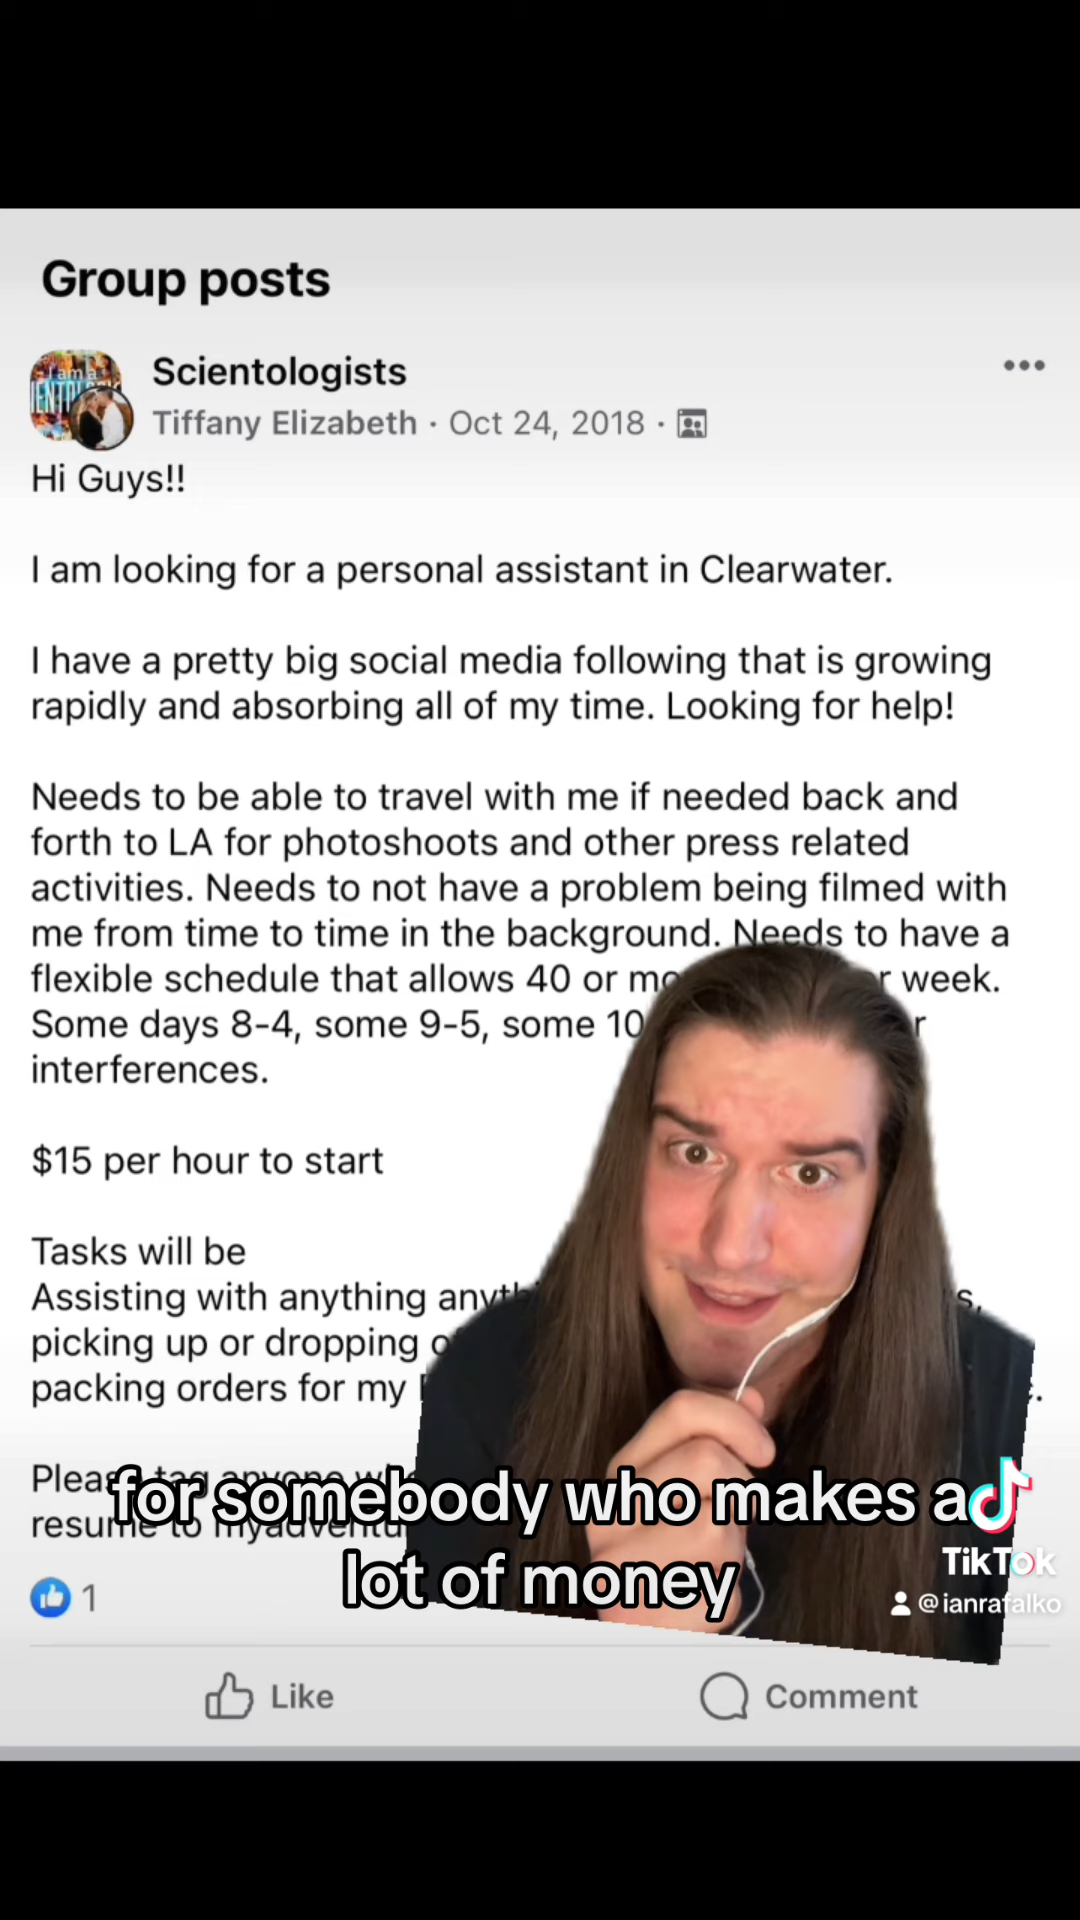 Group posts
I am a
Scientologists
Tiffany Elizabeth · Oct 24, 2018 ·
Hi Guys!!
I am looking for a personal assistant in Clearwater.
I have a pretty big social media following that is growing
rapidly and absorbing all of my time. Looking for help!
Needs to be able to travel with me if needed back and
forth to LA for photoshoots and other press related
activities. Needs to not have a problem being filmed with
me from time to time in the background. Needs to have a
flexible schedule that allows 40 or week.
Some days 8-4, some 9-5, some 10
interferences.
$15 per hour to start
Tasks will be
Assisting with anything
picking up or dropping
packing orders for my
tag anyone
resume to
for somebody who makes a
lot of money
TikTok
@ianrafalko
1
Like
Comment